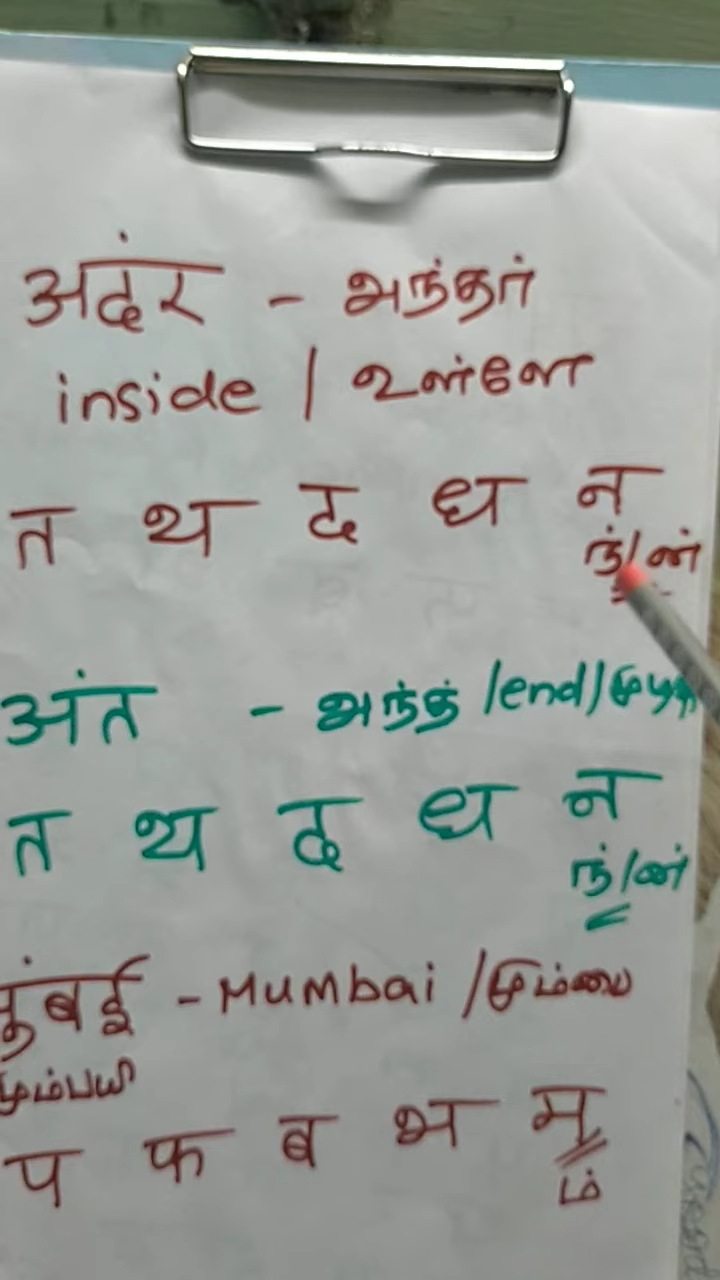 अंदर - அந்தர்
inside / உள்ளே
त थ द ध न
ந்/ன்
अंत - அந்த் /end/
त थ द ध न
ந்/ன்
मुंबई - Mumbai /மும்பை
மும்பயி
प फ ब भ म
ம்